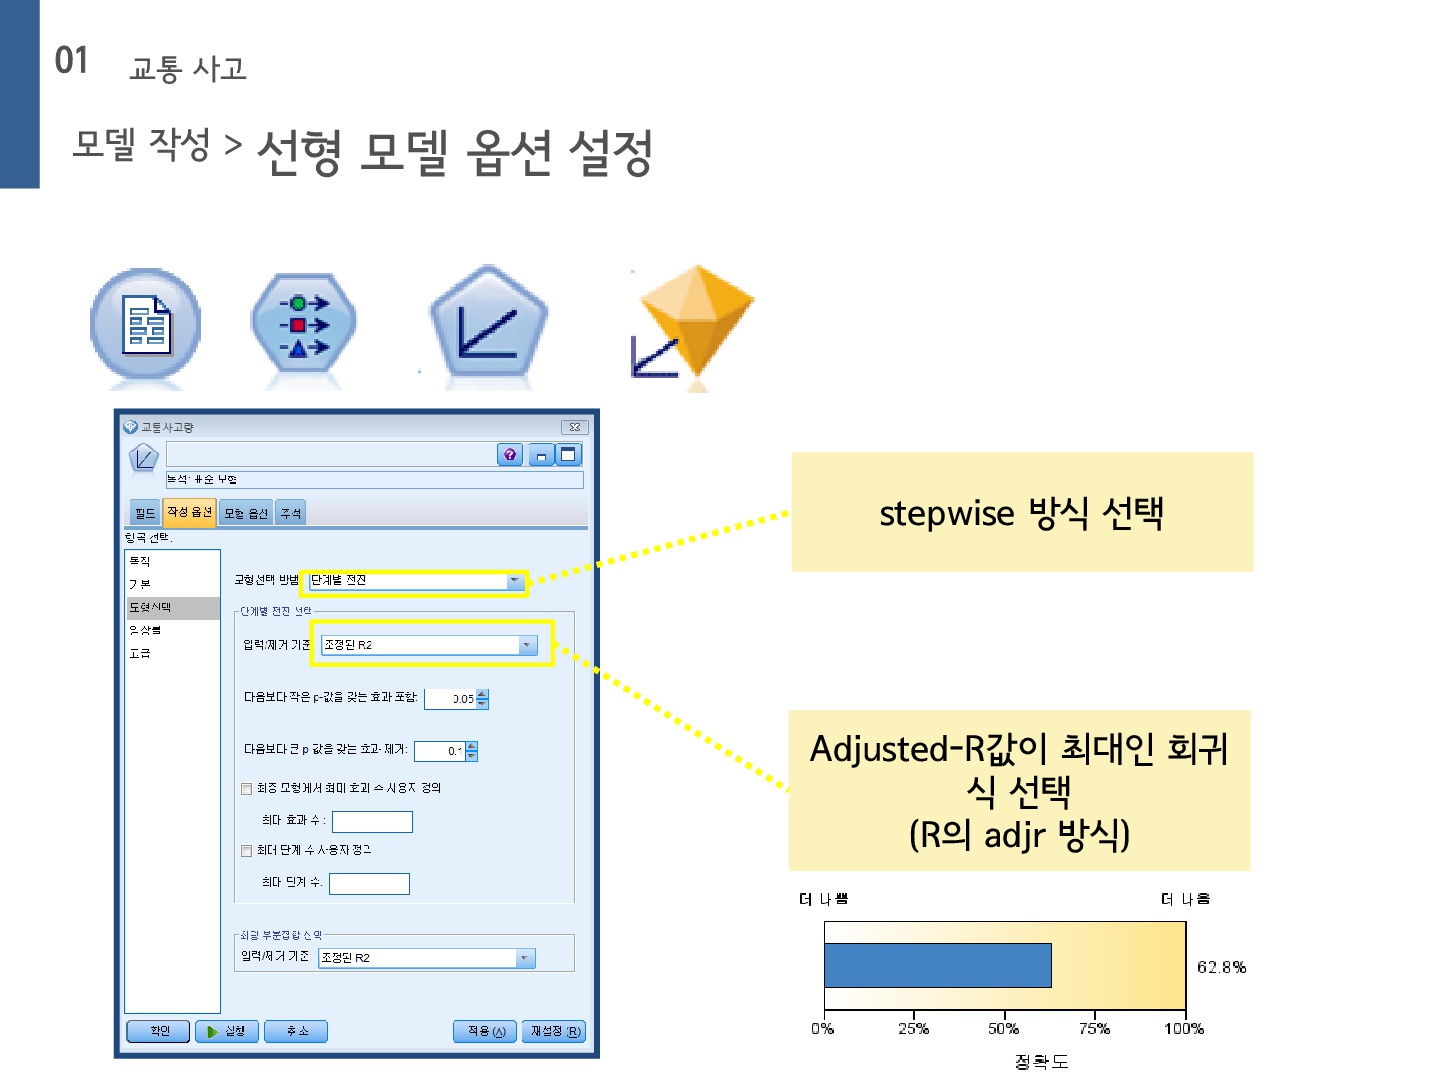 01 교통 사고
모델 작성 > 선형 모델 옵션 설정
교통사고량
필드 작성 옵션 모형 옵션 주석
항목 선택.
목적
기본
모형선택
앙상블
고급
모형선택 방법 단계별 전진
단계별 전진 선택
입력/제거 기준 조정된 R2
다음보다 작은 p-값을 갖는 효과 포함: 0.05
다음보다 큰 p 값을 갖는 효과 제거: 0.1
최종 모형에서 최대 효과 수 사용자 정의
최대 효과 수 :
최대 단계 수 사용자 정의
최대 단계 수.
최량 부분집합 선택
입력/제거 기준 조정된 R2
확인 실행 취소 적용 (A) 재설정 (R)
stepwise 방식 선택
Adjusted-R값이 최대인 회귀
식 선택
(R의 adjr 방식)
더 나쁨 더 나음
62.8%
0% 25% 50% 75% 100%
정확도